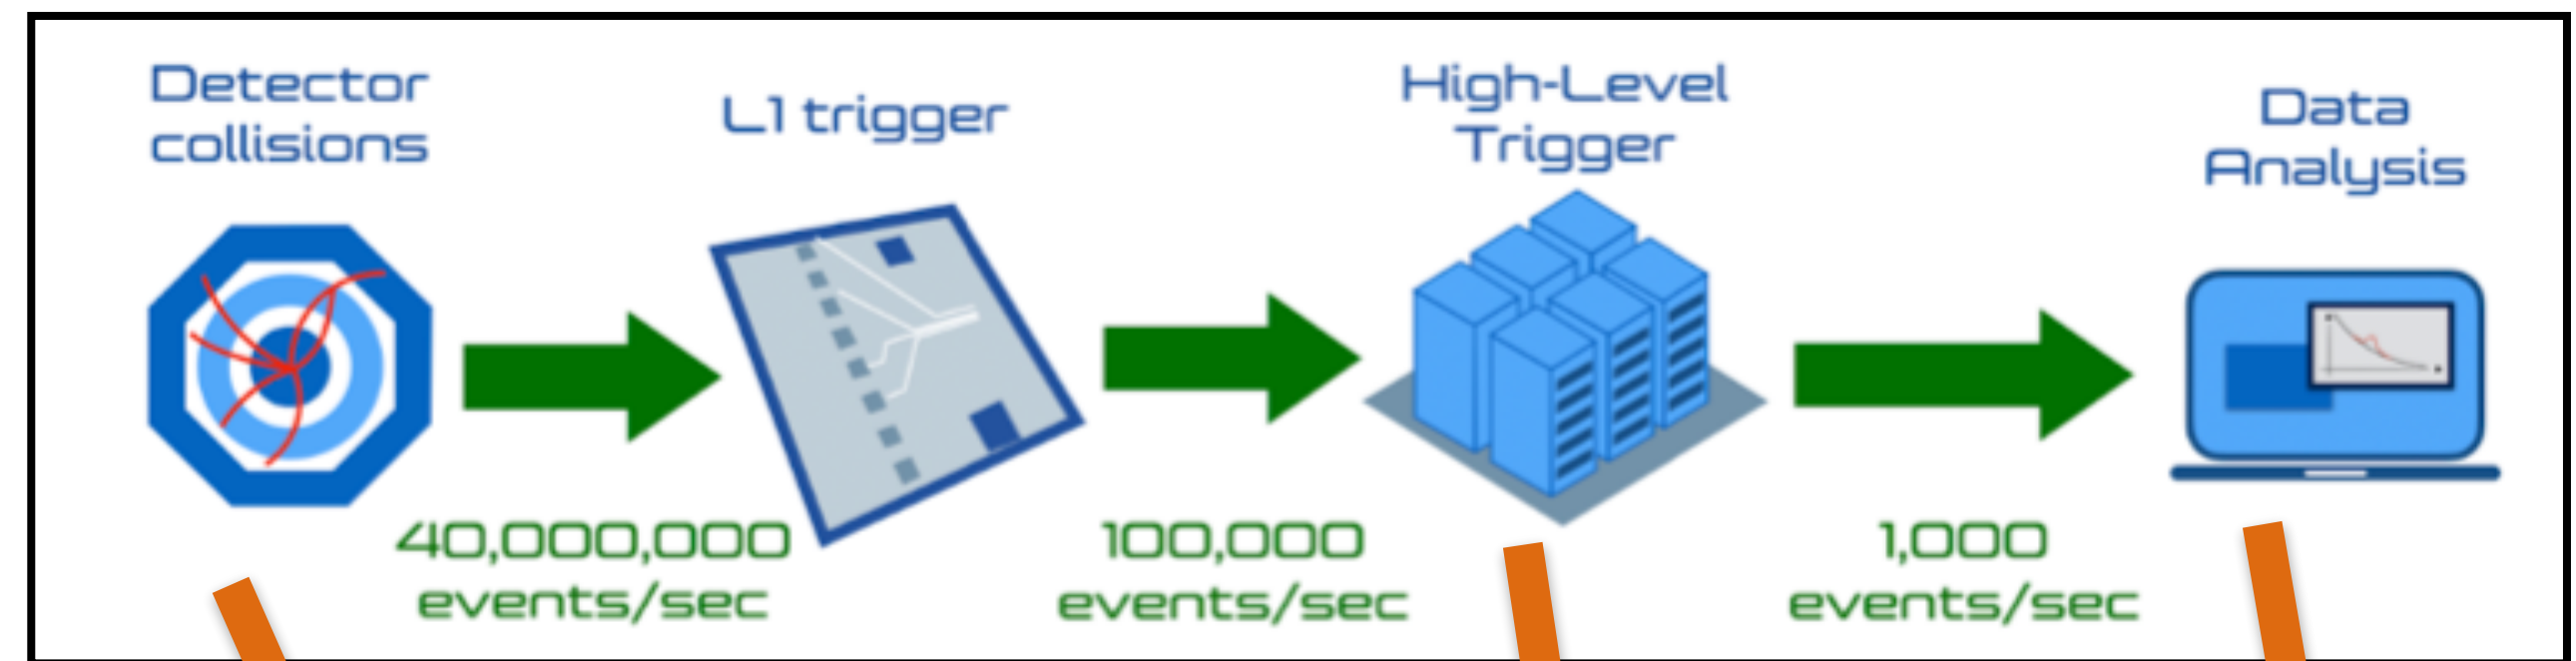 Detector
collisions
L1 trigger
High-Level
Trigger
Data
Analysis
40,000,000
events/sec
100,000
events/sec
1,000
events/sec